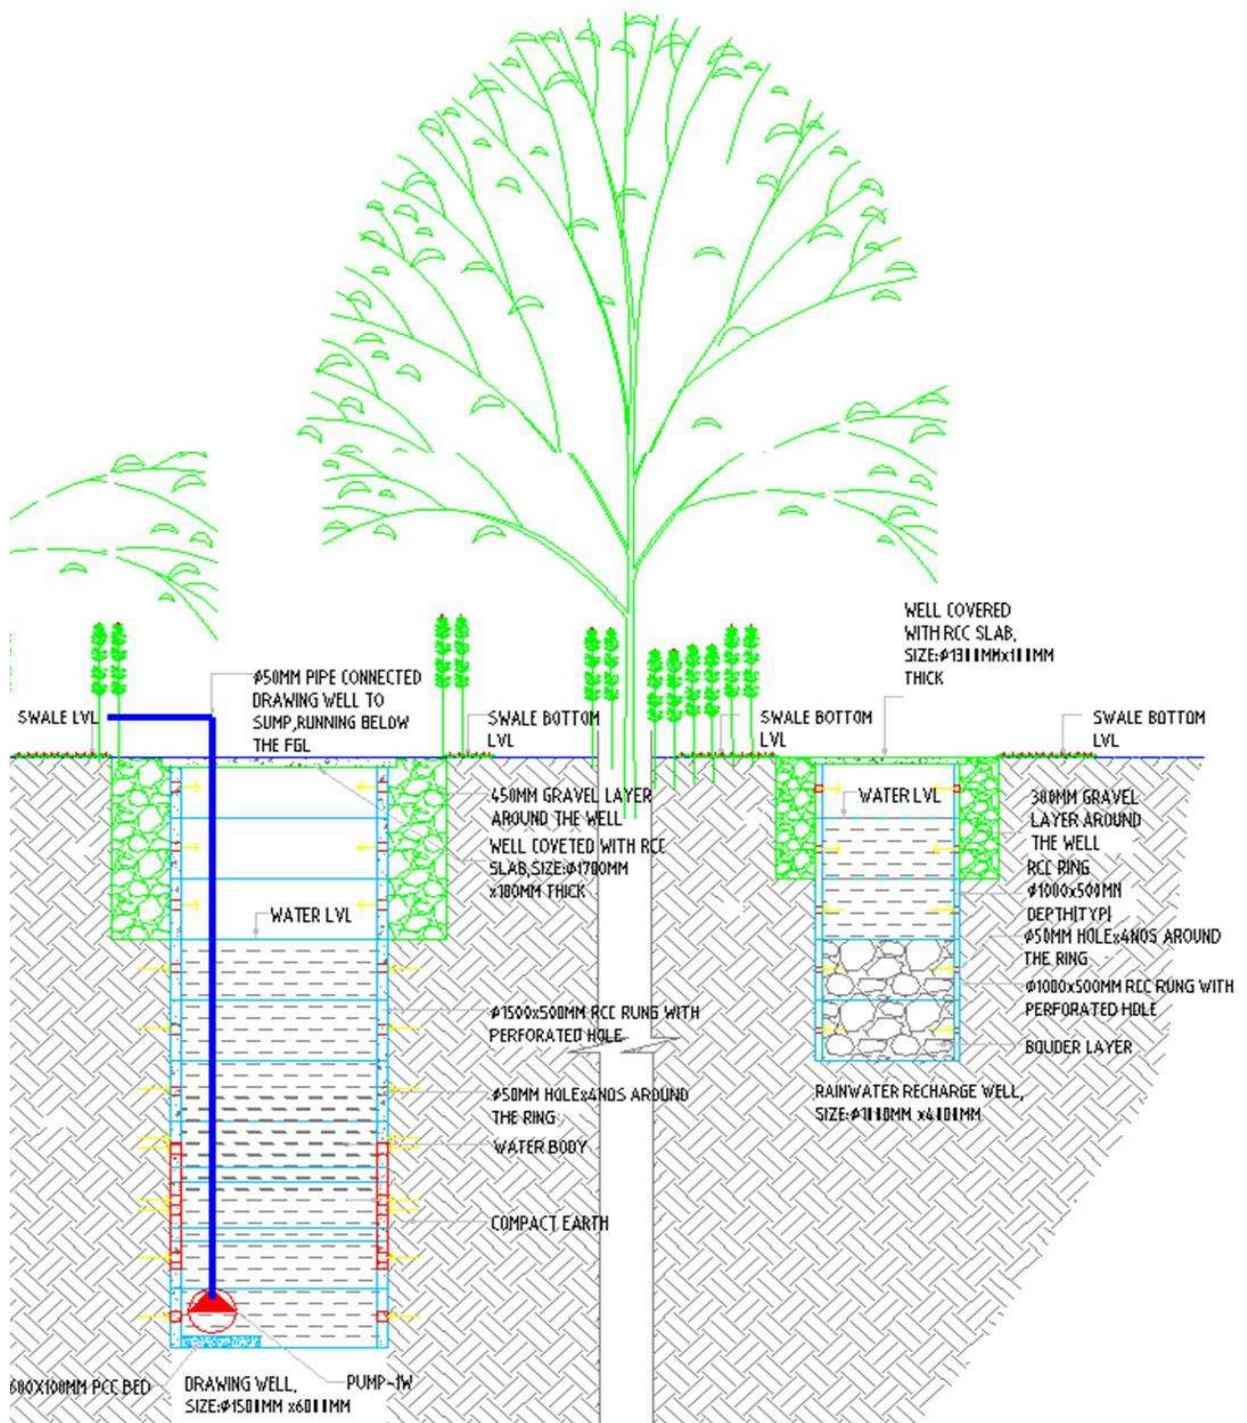 WELL COVERED
WITH RCC SLAB,
THICK
ø50MM PIPE CONNECTED
DRAWING WELL TO
SUMP,RUNNING BELOW
THE FGL
SWALE LVL
SWALE BOTTOM
LVL
SWALE BOTTOM
LVL
SWALE BOTTOM
LVL
450MM GRAVEL LAYER
AROUND THE WELL
WELL COVETED WITH RCC
SLAB,SIZE:ø1700MM
x100MM THICK
WATER LVL
300MM GRAVEL
LAYER AROUND
THE WELL
RCC RING
ø1000x500MM
DEPTH(TYP)
ø50MM HOLEx4NOS AROUND
THE RING
ø1000x500MM RCC RUNG WITH
PERFORATED HOLE
BOUDER LAYER
WATER LVL
ø1500x500MM RCC RUNG WITH
PERFORATED HOLE
ø50MM HOLEx4NOS AROUND
THE RING
WATER BODY
COMPACT EARTH
RAINWATER RECHARGE WELL,
600X100MM PCC BED
DRAWING WELL,
PUMP-1W